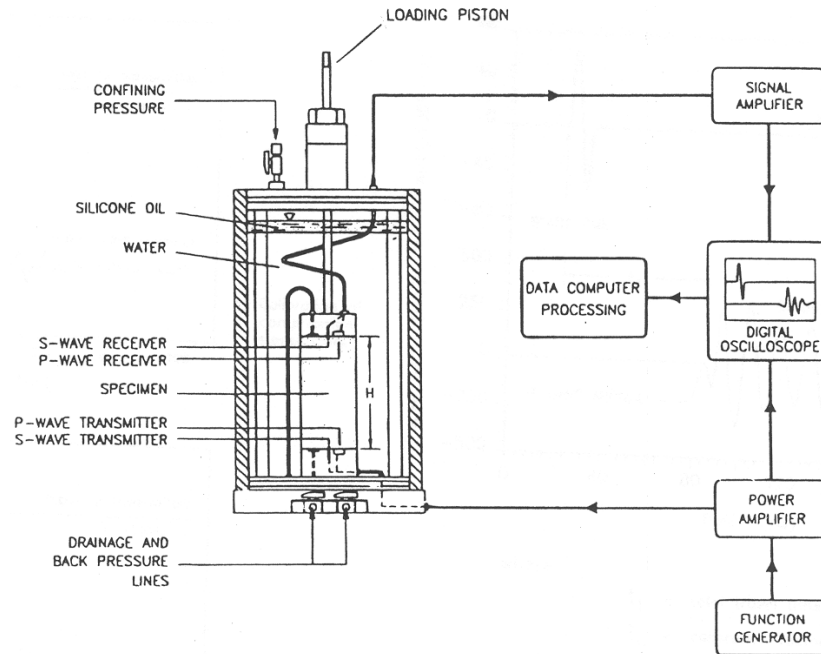 LOADING PISTON
CONFINING
PRESSURE
SIGNAL
AMPLIFIER
SILICONE OIL
WATER
DATA COMPUTER
PROCESSING
DIGITAL
OSCILLOSCOPE
S-WAVE RECEIVER
P-WAVE RECEIVER
SPECIMEN
H
P-WAVE TRANSMITTER
S-WAVE TRANSMITTER
POWER
AMPLIFIER
DRAINAGE AND
BACK PRESSURE
LINES
FUNCTION
GENERATOR